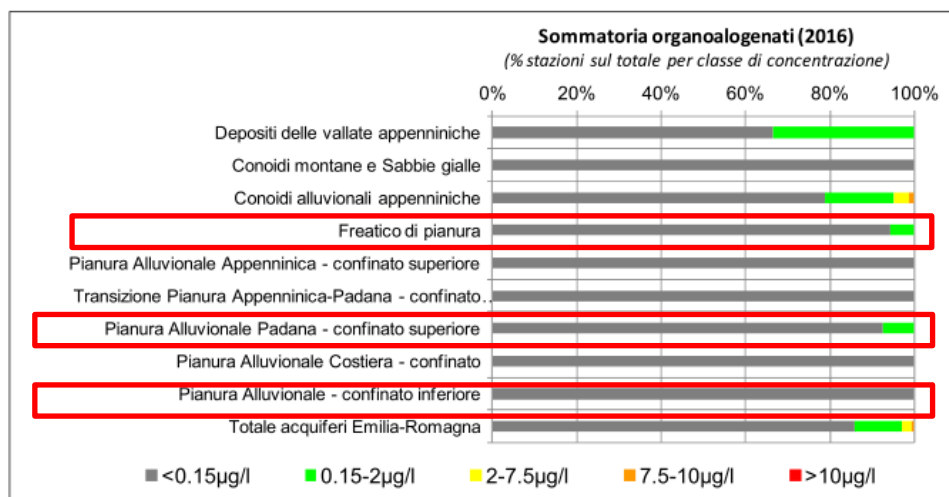 Sommatoria organoalogenati (2016)
(% stazioni sul totale per classe di concentrazione)
0% 20% 40% 60% 80% 100%
Depositi delle vallate appenniniche
Conoidi montane e Sabbie gialle
Conoidi alluvionali appenniniche
Freatico di pianura
Pianura Alluvionale Appenninica - confinato superiore
Transizione Pianura Appenninica-Padana - confinato..
Pianura Alluvionale Padana - confinato superiore
Pianura Alluvionale Costiera - confinato
Pianura Alluvionale - confinato inferiore
Totale acquiferi Emilia-Romagna
<0.15µg/l 0.15-2µg/l 2-7.5µg/l 7.5-10µg/l >10µg/l